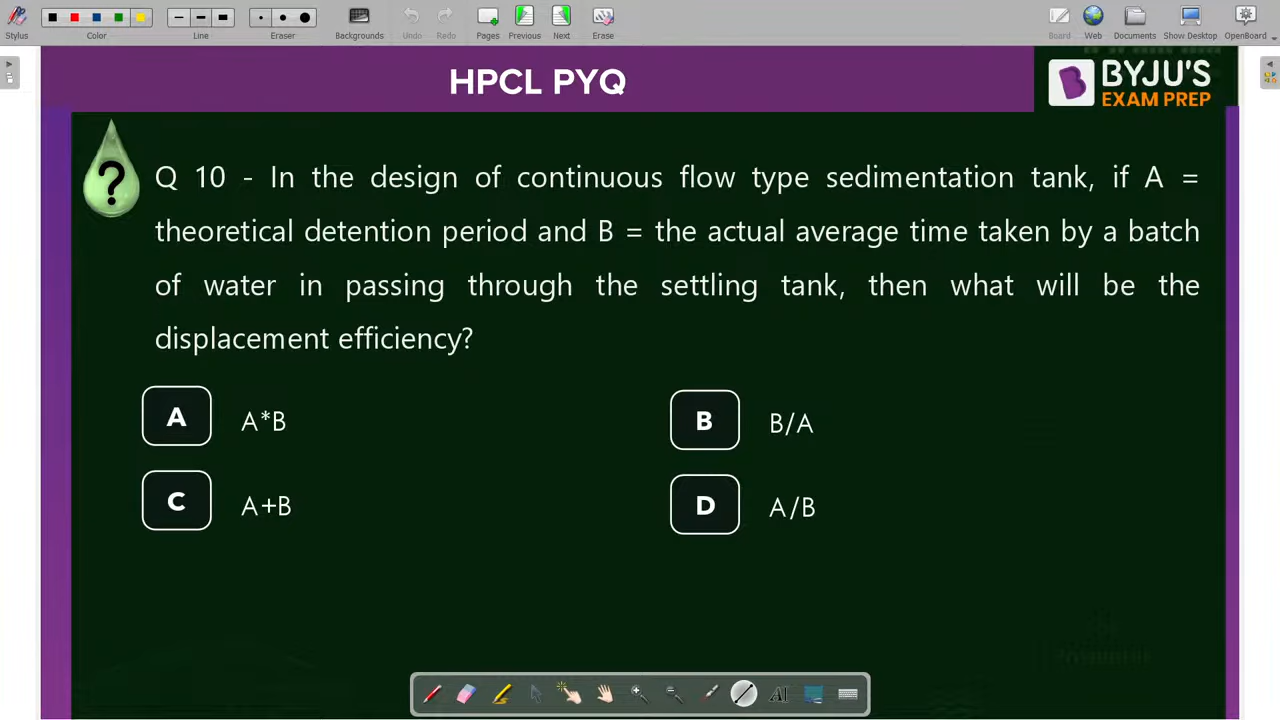 Stylus
Color
Line
Eraser
Backgrounds
Undo
Redo
Pages
Previous
Next
Erase
Board
Web
Documents
Show Desktop
OpenBoard
HPCL PYQ
BYJU'S
EXAM PREP
?
Q 10 - In the design of continuous flow type sedimentation tank, if A =
theoretical detention period and B = the actual average time taken by a batch
of water in passing through the settling tank, then what will be the
displacement efficiency?
A A*B
B B/A
C A+B
D A/B
AI